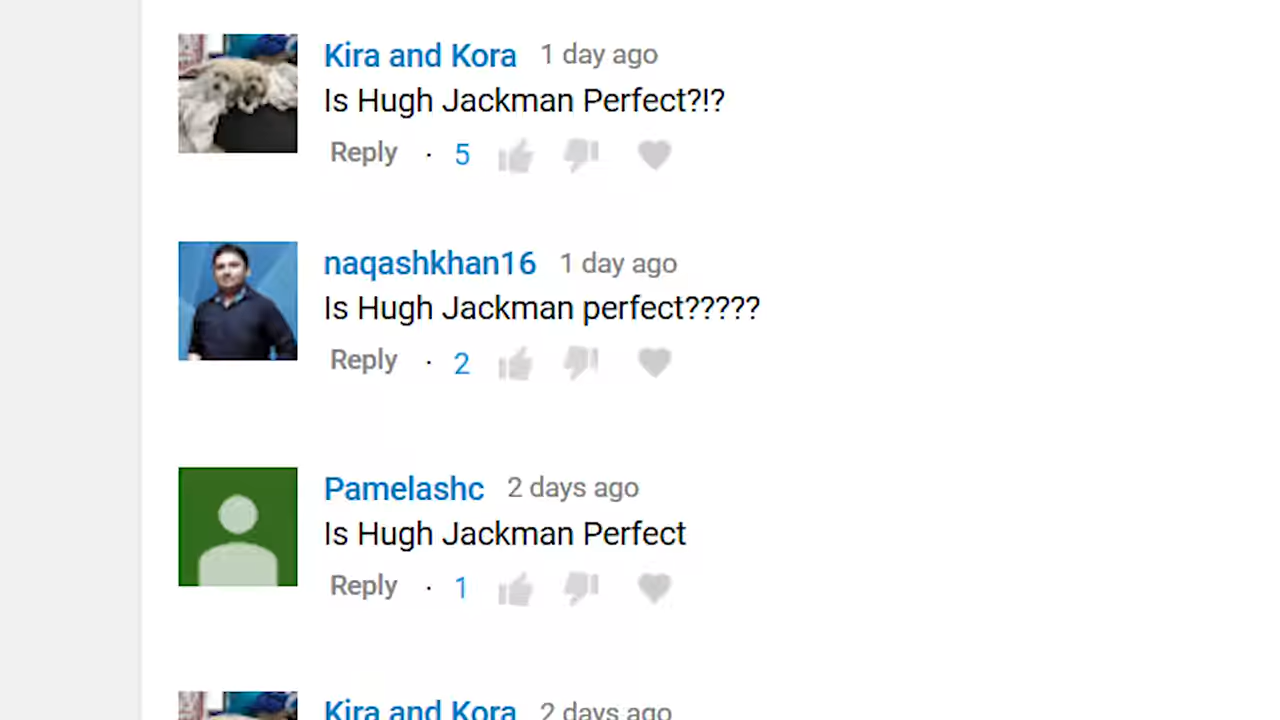 Kira and Kora 1 day ago
Is Hugh Jackman Perfect?!?
Reply · 5
naqashkhan16 1 day ago
Is Hugh Jackman perfect?????
Reply · 2
Pamelashc 2 days ago
Is Hugh Jackman Perfect
Reply · 1
Kira and Kora 2 days ago